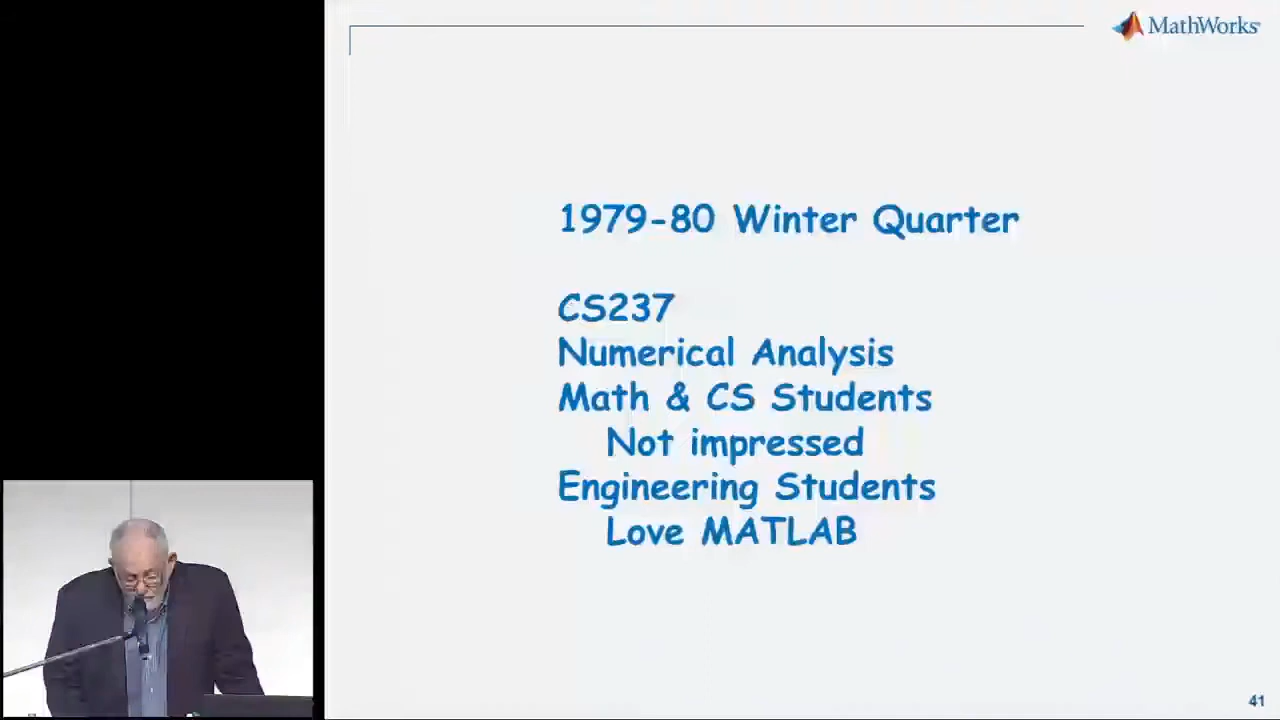 MathWorks
1979-80 Winter Quarter
CS237
Numerical Analysis
Math & CS Students
Not impressed
Engineering Students
Love MATLAB
41